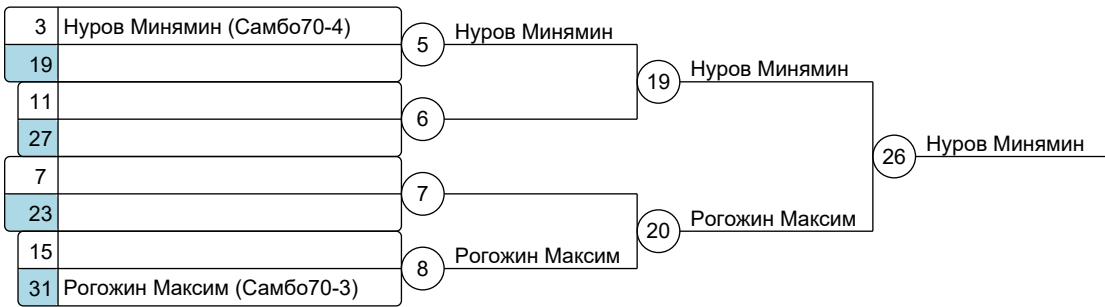 3 Нуров Минямин (Самбо70-4)
5 Нуров Минямин
19
19 Нуров Минямин
11
6
27
26 Нуров Минямин
7
7
23
20 Рогожин Максим
15
8 Рогожин Максим
31 Рогожин Максим (Самбо70-3)